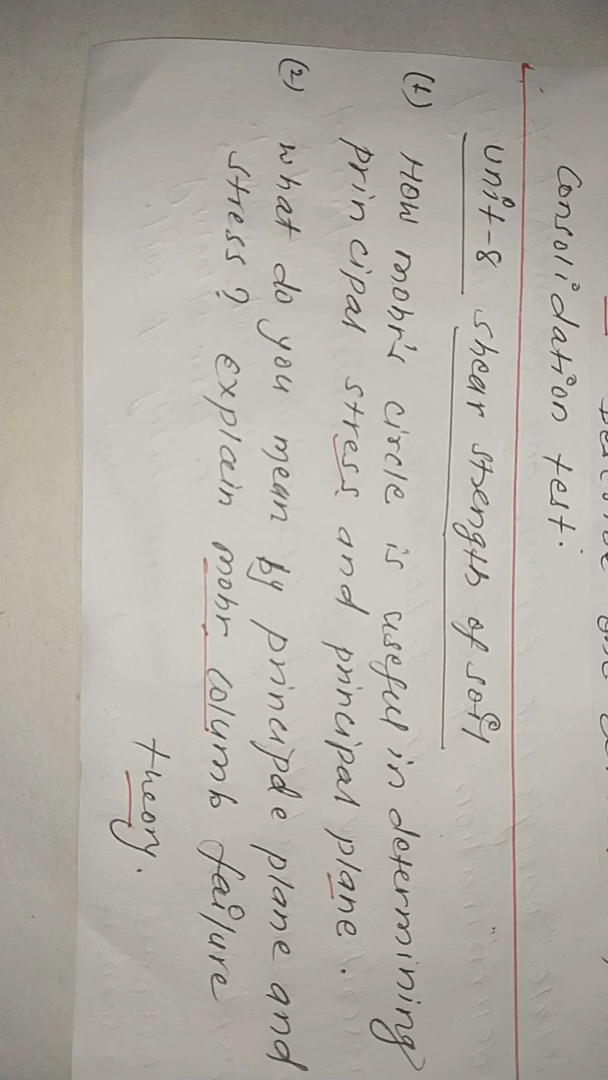 Consolidation test.
Unit-8 shear strength of soil
(1) How mohr's circle is useful in determining
principal stress and principal plane.
(2) what do you mean by principle plane and
stress? explain mohr columb failure
theory.